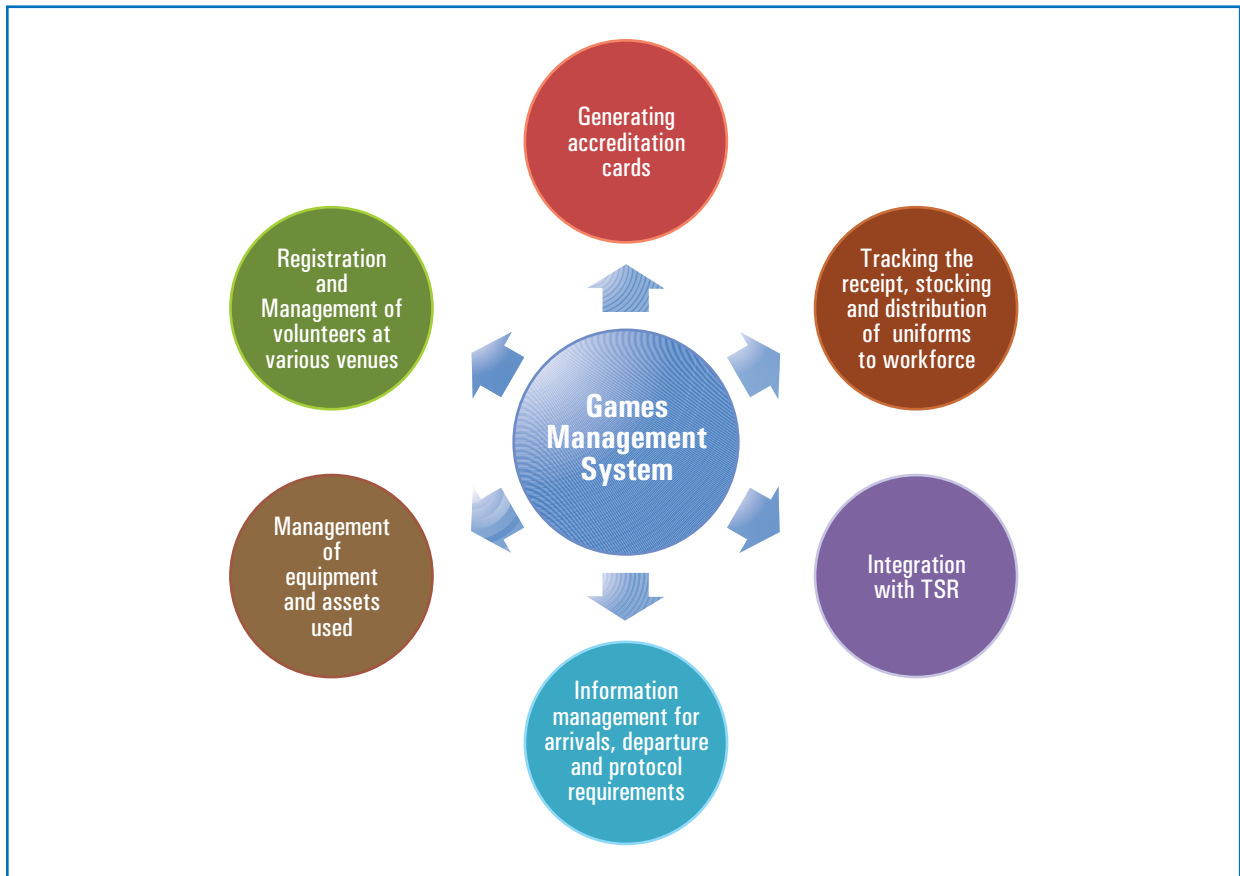 Generating
accreditation
cards
Registration
and
Management of
volunteers at
various venues
Tracking the
receipt, stocking
and distribution
of uniforms
to workforce
Games
Management
System
Management
of
equipment
and assets
used
Integration
with TSR
Information
management for
arrivals, departure
and protocol
requirements